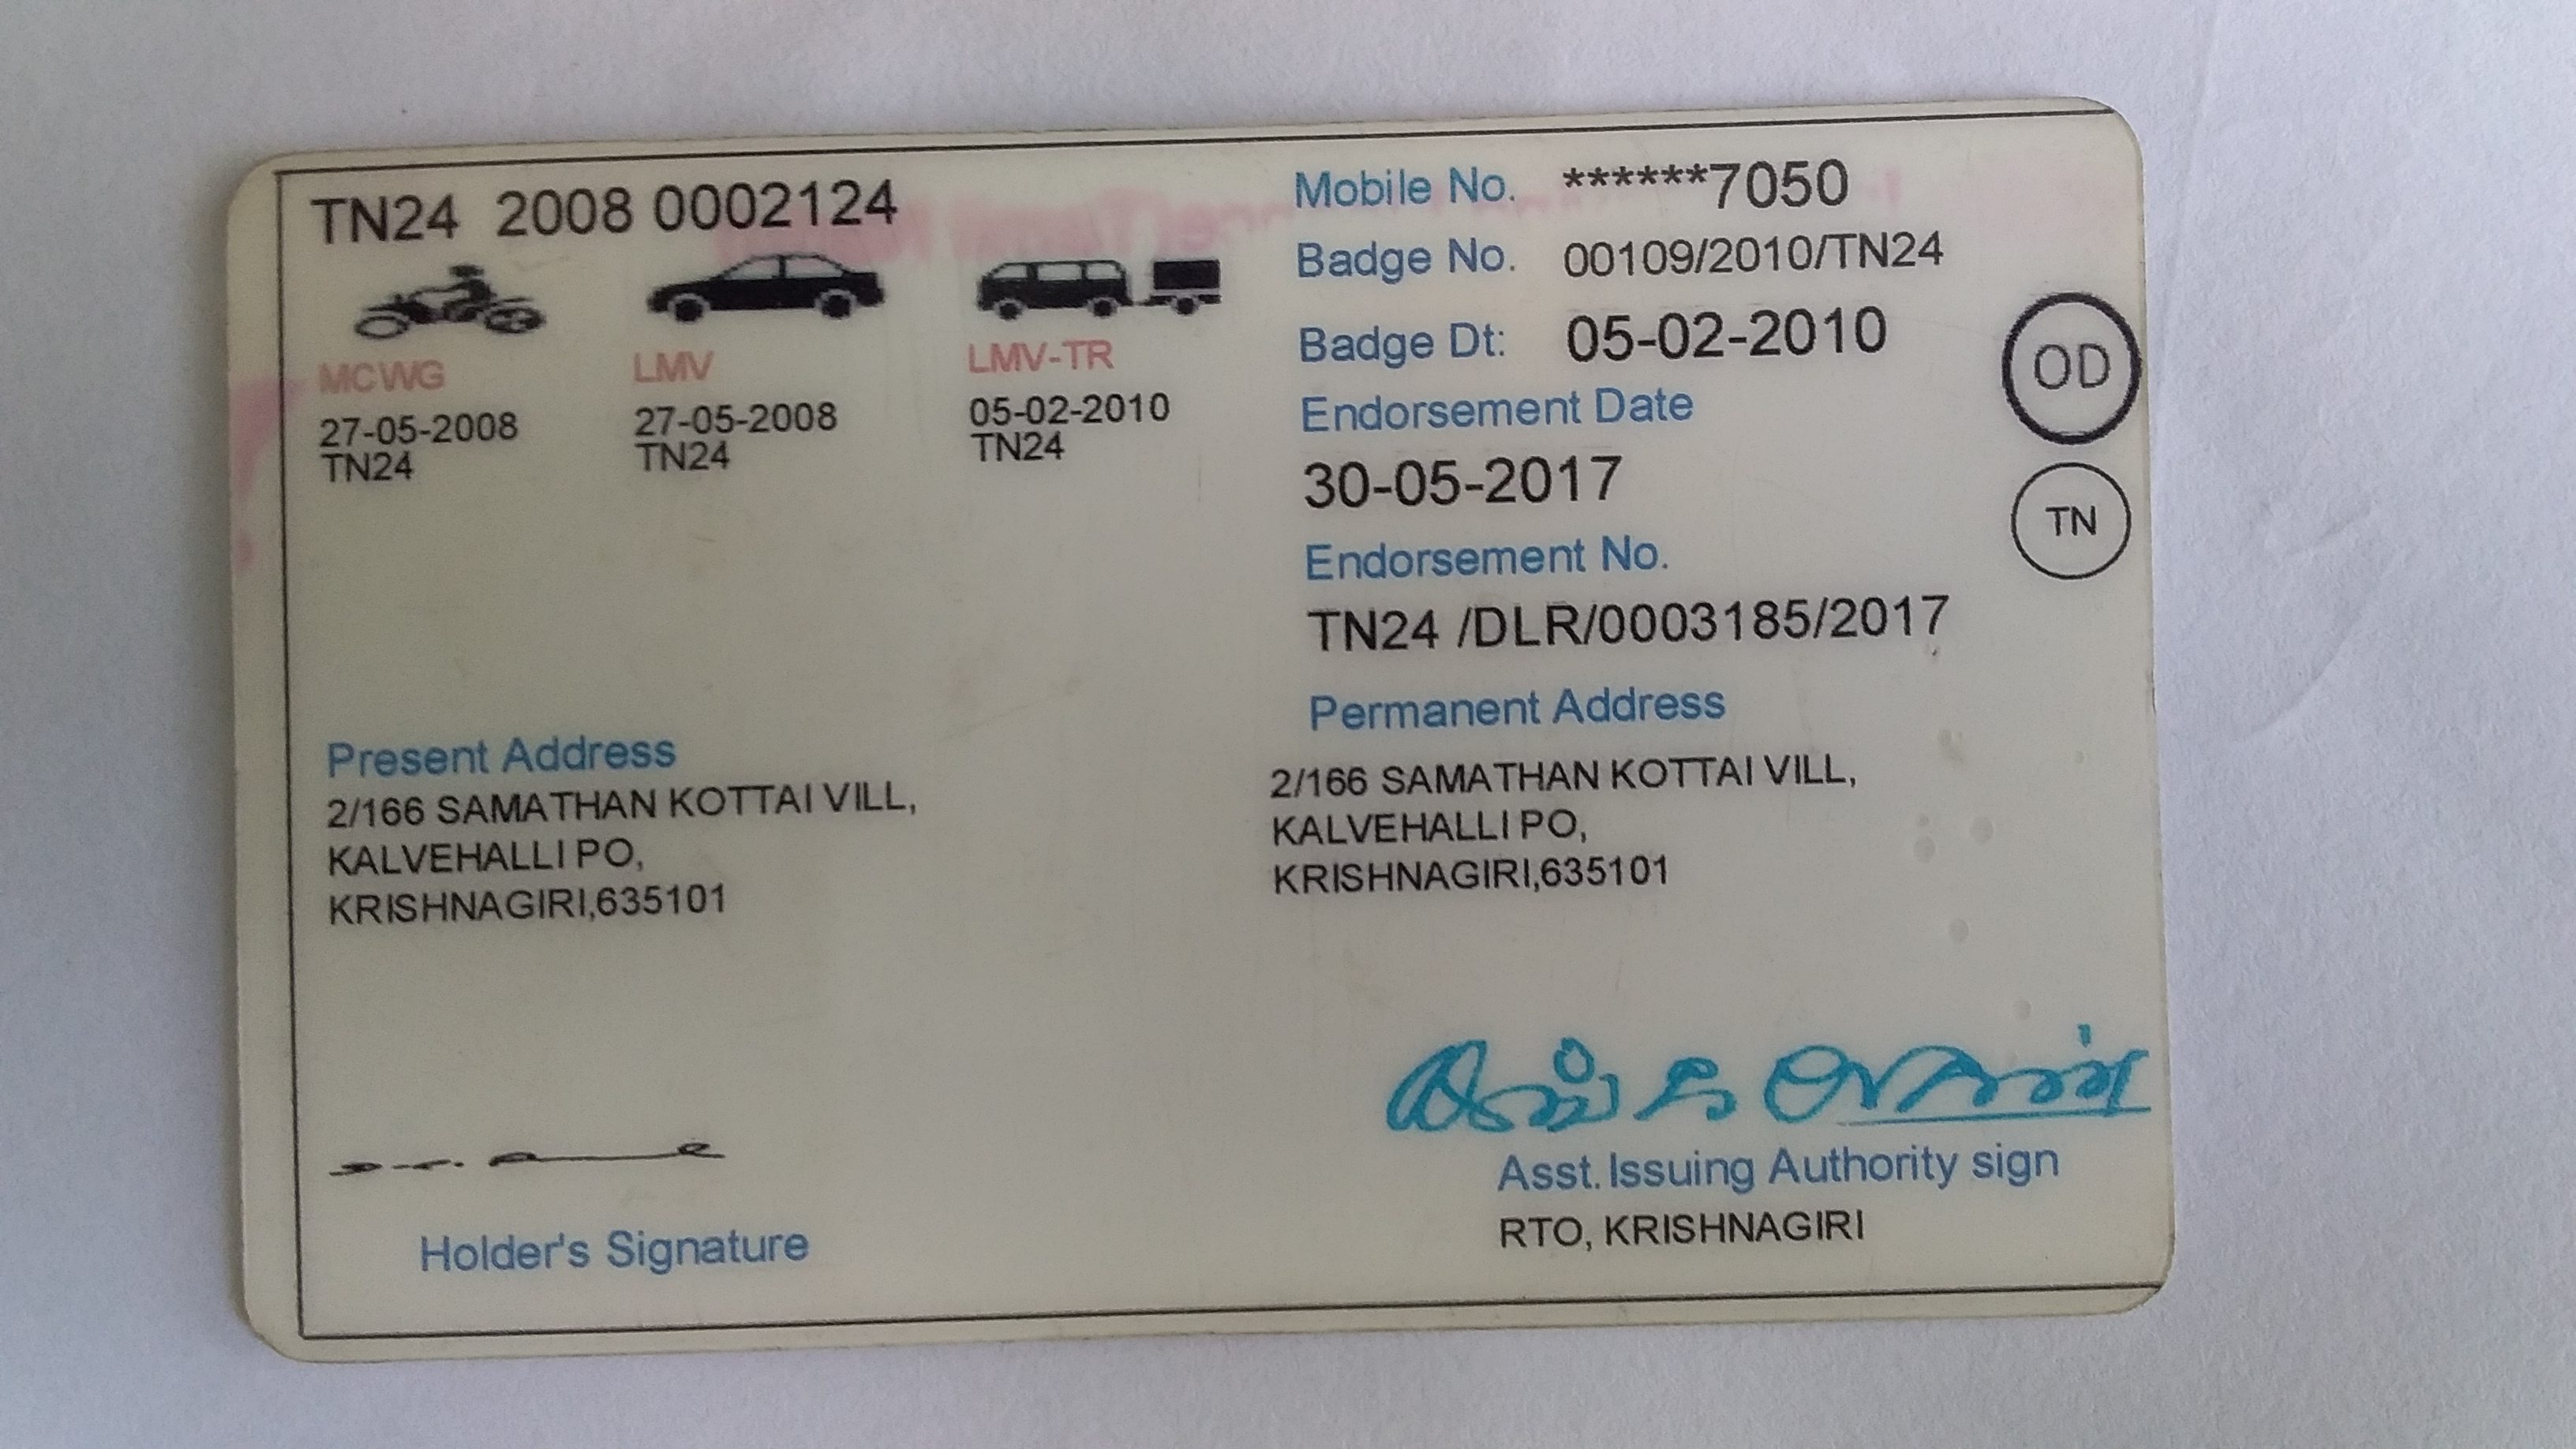 TN24 2008 0002124
MCWG LMV LMV-TR
27-05-2008 27-05-2008 05-02-2010
TN24 TN24 TN24
Mobile No. ******7050
Badge No. 00109/2010/TN24
Badge Dt: 05-02-2010
OD
Endorsement Date
30-05-2017
TN
Endorsement No.
TN24 /DLR/0003185/2017
Present Address
2/166 SAMATHAN KOTTAI VILL,
KALVEHALLI PO,
KRISHNAGIRI,635101
Permanent Address
2/166 SAMATHAN KOTTAI VILL,
KALVEHALLI PO,
KRISHNAGIRI,635101
Holder's Signature
Asst. Issuing Authority sign
RTO, KRISHNAGIRI